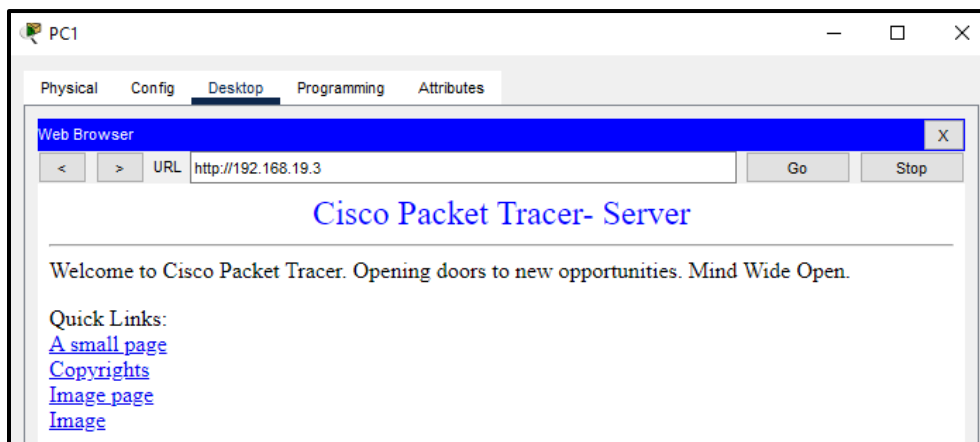 PC1
Physical Config Desktop Programming Attributes
Web Browser X
< > URL http://192.168.19.3 Go Stop
Cisco Packet Tracer- Server
Welcome to Cisco Packet Tracer. Opening doors to new opportunities. Mind Wide Open.
Quick Links:
A small page
Copyrights
Image page
Image